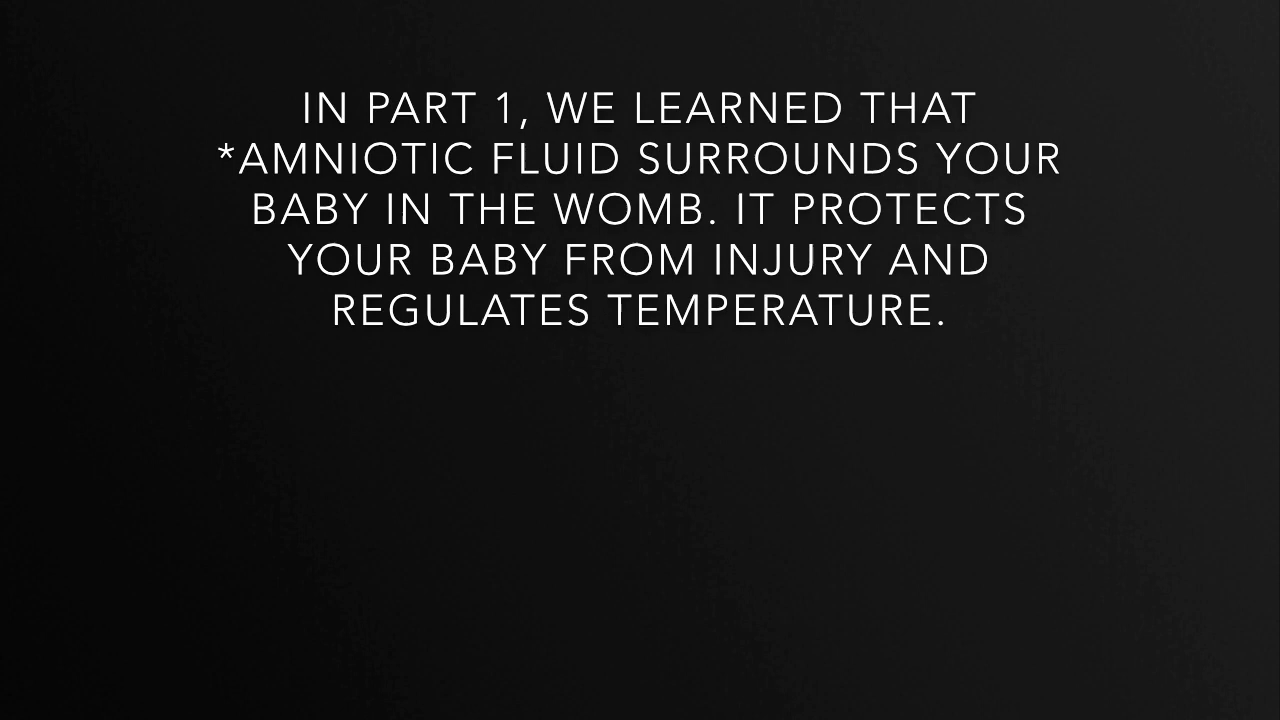 IN PART 1, WE LEARNED THAT
*AMNIOTIC FLUID SURROUNDS YOUR
BABY IN THE WOMB. IT PROTECTS
YOUR BABY FROM INJURY AND
REGULATES TEMPERATURE.